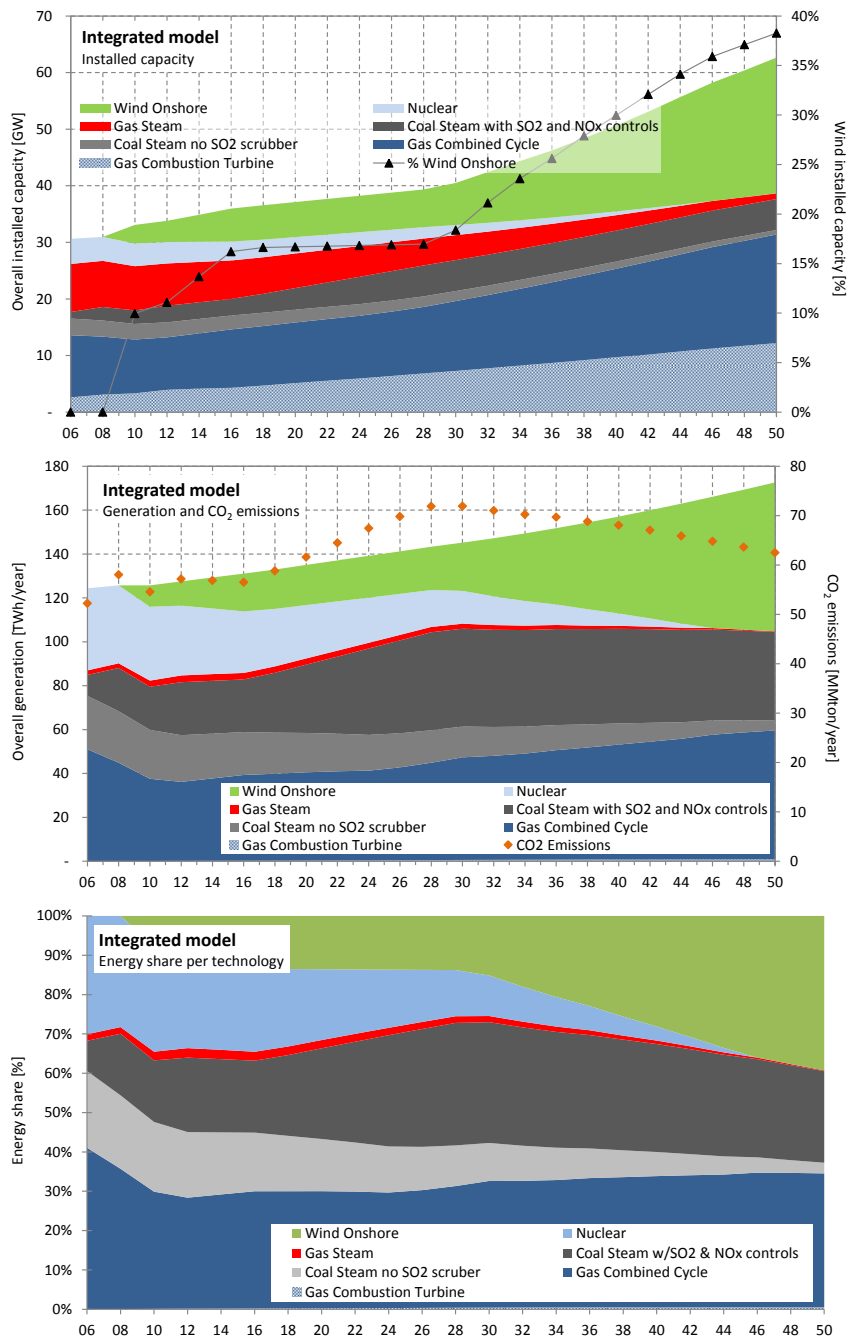 Integrated model
Installed capacity
Wind Onshore
Nuclear
Gas Steam
Coal Steam with SO2 and NOx controls
Coal Steam no SO2 scrubber
Gas Combined Cycle
Gas Combustion Turbine
% Wind Onshore
Overall installed capacity [GW]
70
60
50
40
30
20
10
-
Wind installed capacity [%]
40%
35%
30%
25%
20%
15%
10%
5%
0%
06 08 10 12 14 16 18 20 22 24 26 28 30 32 34 36 38 40 42 44 46 48 50
Integrated model
Generation and CO₂ emissions
Overall generation [TWh/year]
180
160
140
120
100
80
60
40
20
-
CO₂ emissions [MMton/year]
80
70
60
50
40
30
20
10
0
Wind Onshore
Nuclear
Gas Steam
Coal Steam with SO2 and NOx controls
Coal Steam no SO2 scrubber
Gas Combined Cycle
Gas Combustion Turbine
CO2 Emissions
06 08 10 12 14 16 18 20 22 24 26 28 30 32 34 36 38 40 42 44 46 48 50
Integrated model
Energy share per technology
Energy share [%]
100%
90%
80%
70%
60%
50%
40%
30%
20%
10%
0%
Wind Onshore
Nuclear
Gas Steam
Coal Steam w/SO2 & NOx controls
Coal Steam no SO2 scruber
Gas Combined Cycle
Gas Combustion Turbine
06 08 10 12 14 16 18 20 22 24 26 28 30 32 34 36 38 40 42 44 46 48 50